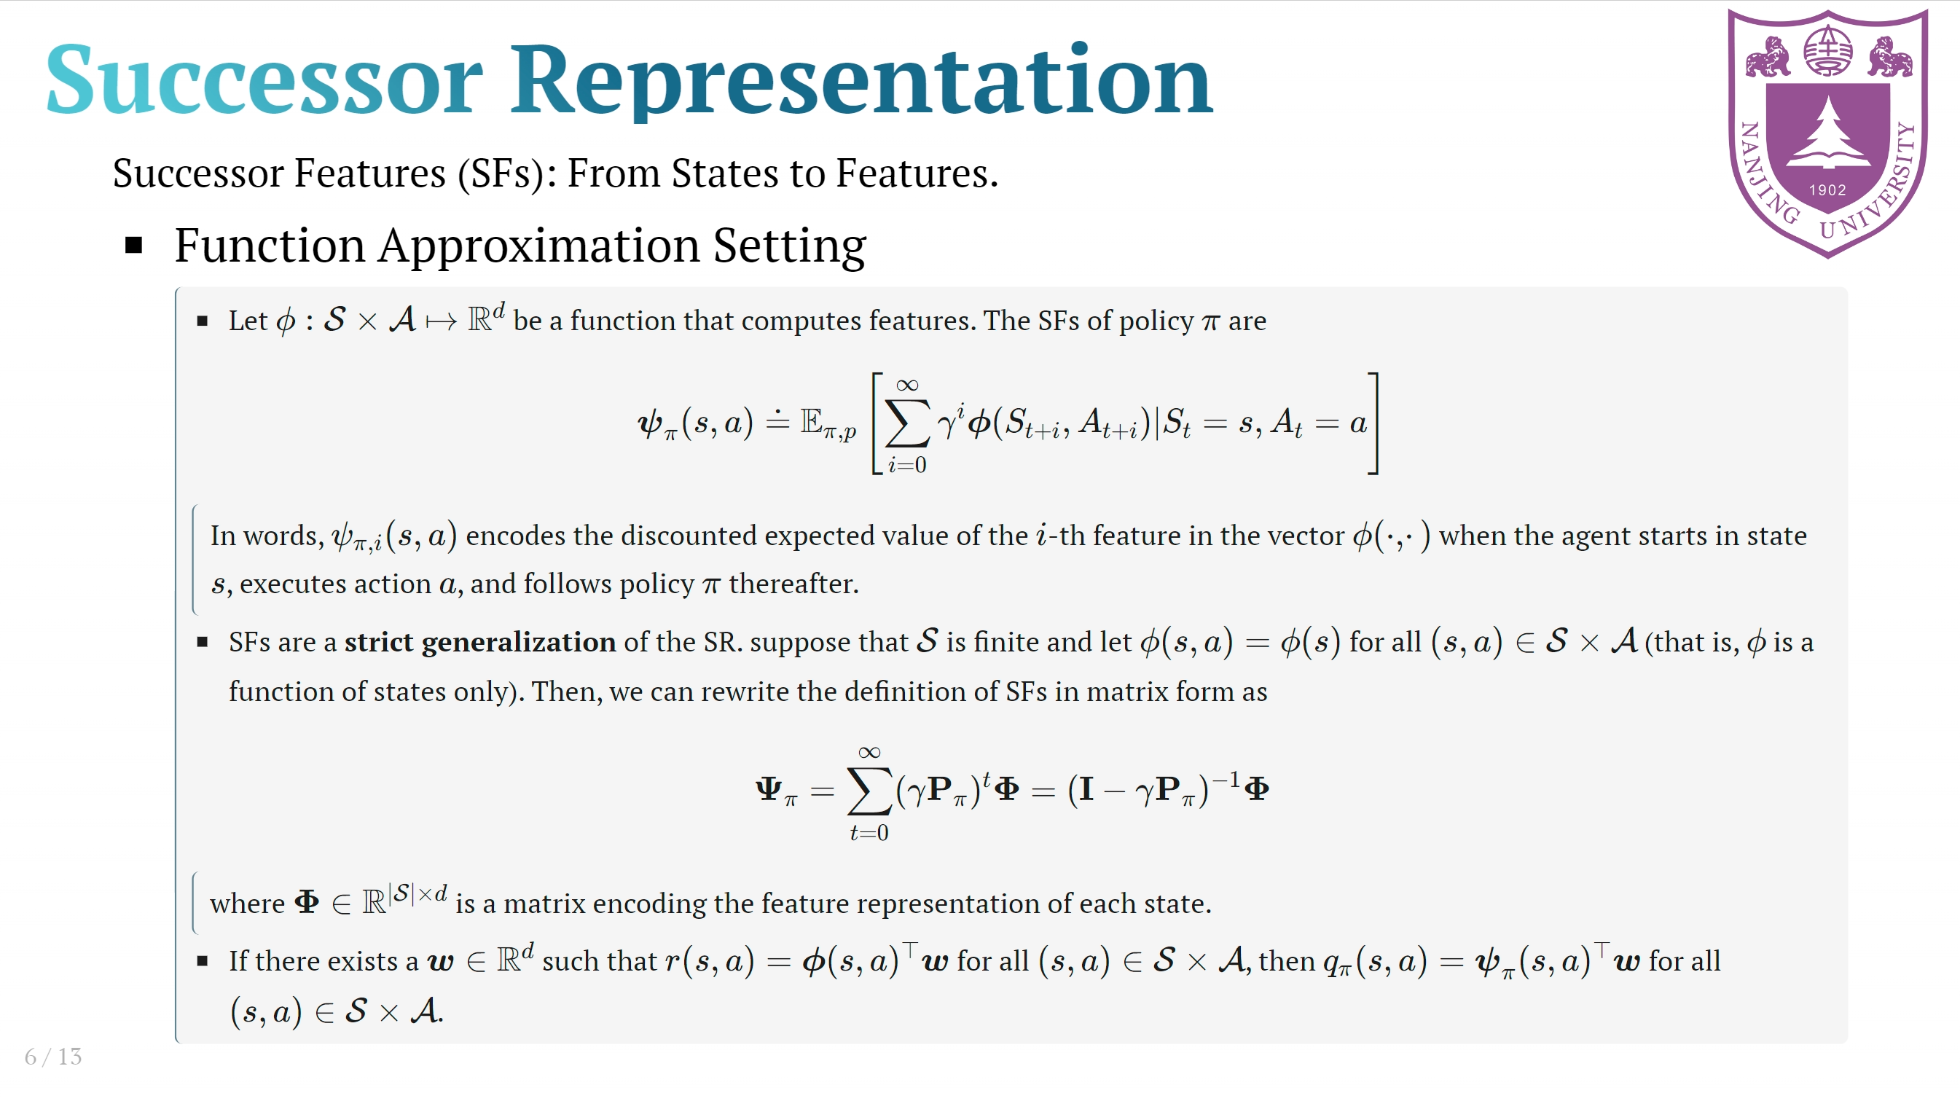 Successor Representation
NANJING UNIVERSITY
1902
Successor Features (SFs): From States to Features.
▪ Function Approximation Setting
▪ Let ϕ : 𝒮 × 𝒜 ↦ ℝ^d be a function that computes features. The SFs of policy π are
𝝍_π(s, a) ≐ 𝔼_{π,p} [ ∑_{i=0}^{∞} γ^i ϕ(S_{t+i}, A_{t+i}) | S_t = s, A_t = a ]
In words, ψ_{π,i}(s, a) encodes the discounted expected value of the i-th feature in the vector ϕ(·,·) when the agent starts in state
s, executes action a, and follows policy π thereafter.
▪ SFs are a strict generalization of the SR. suppose that 𝒮 is finite and let ϕ(s, a) = ϕ(s) for all (s, a) ∈ 𝒮 × 𝒜 (that is, ϕ is a
function of states only). Then, we can rewrite the definition of SFs in matrix form as
𝚿_π = ∑_{t=0}^{∞} (γ𝐏_π)^t 𝚽 = (𝐈 − γ𝐏_π)^{−1} 𝚽
where 𝚽 ∈ ℝ^{|𝒮|×d} is a matrix encoding the feature representation of each state.
▪ If there exists a 𝒘 ∈ ℝ^d such that r(s, a) = ϕ(s, a)^⊤ 𝒘 for all (s, a) ∈ 𝒮 × 𝒜, then q_π(s, a) = 𝝍_π(s, a)^⊤ 𝒘 for all
(s, a) ∈ 𝒮 × 𝒜.
6 / 13